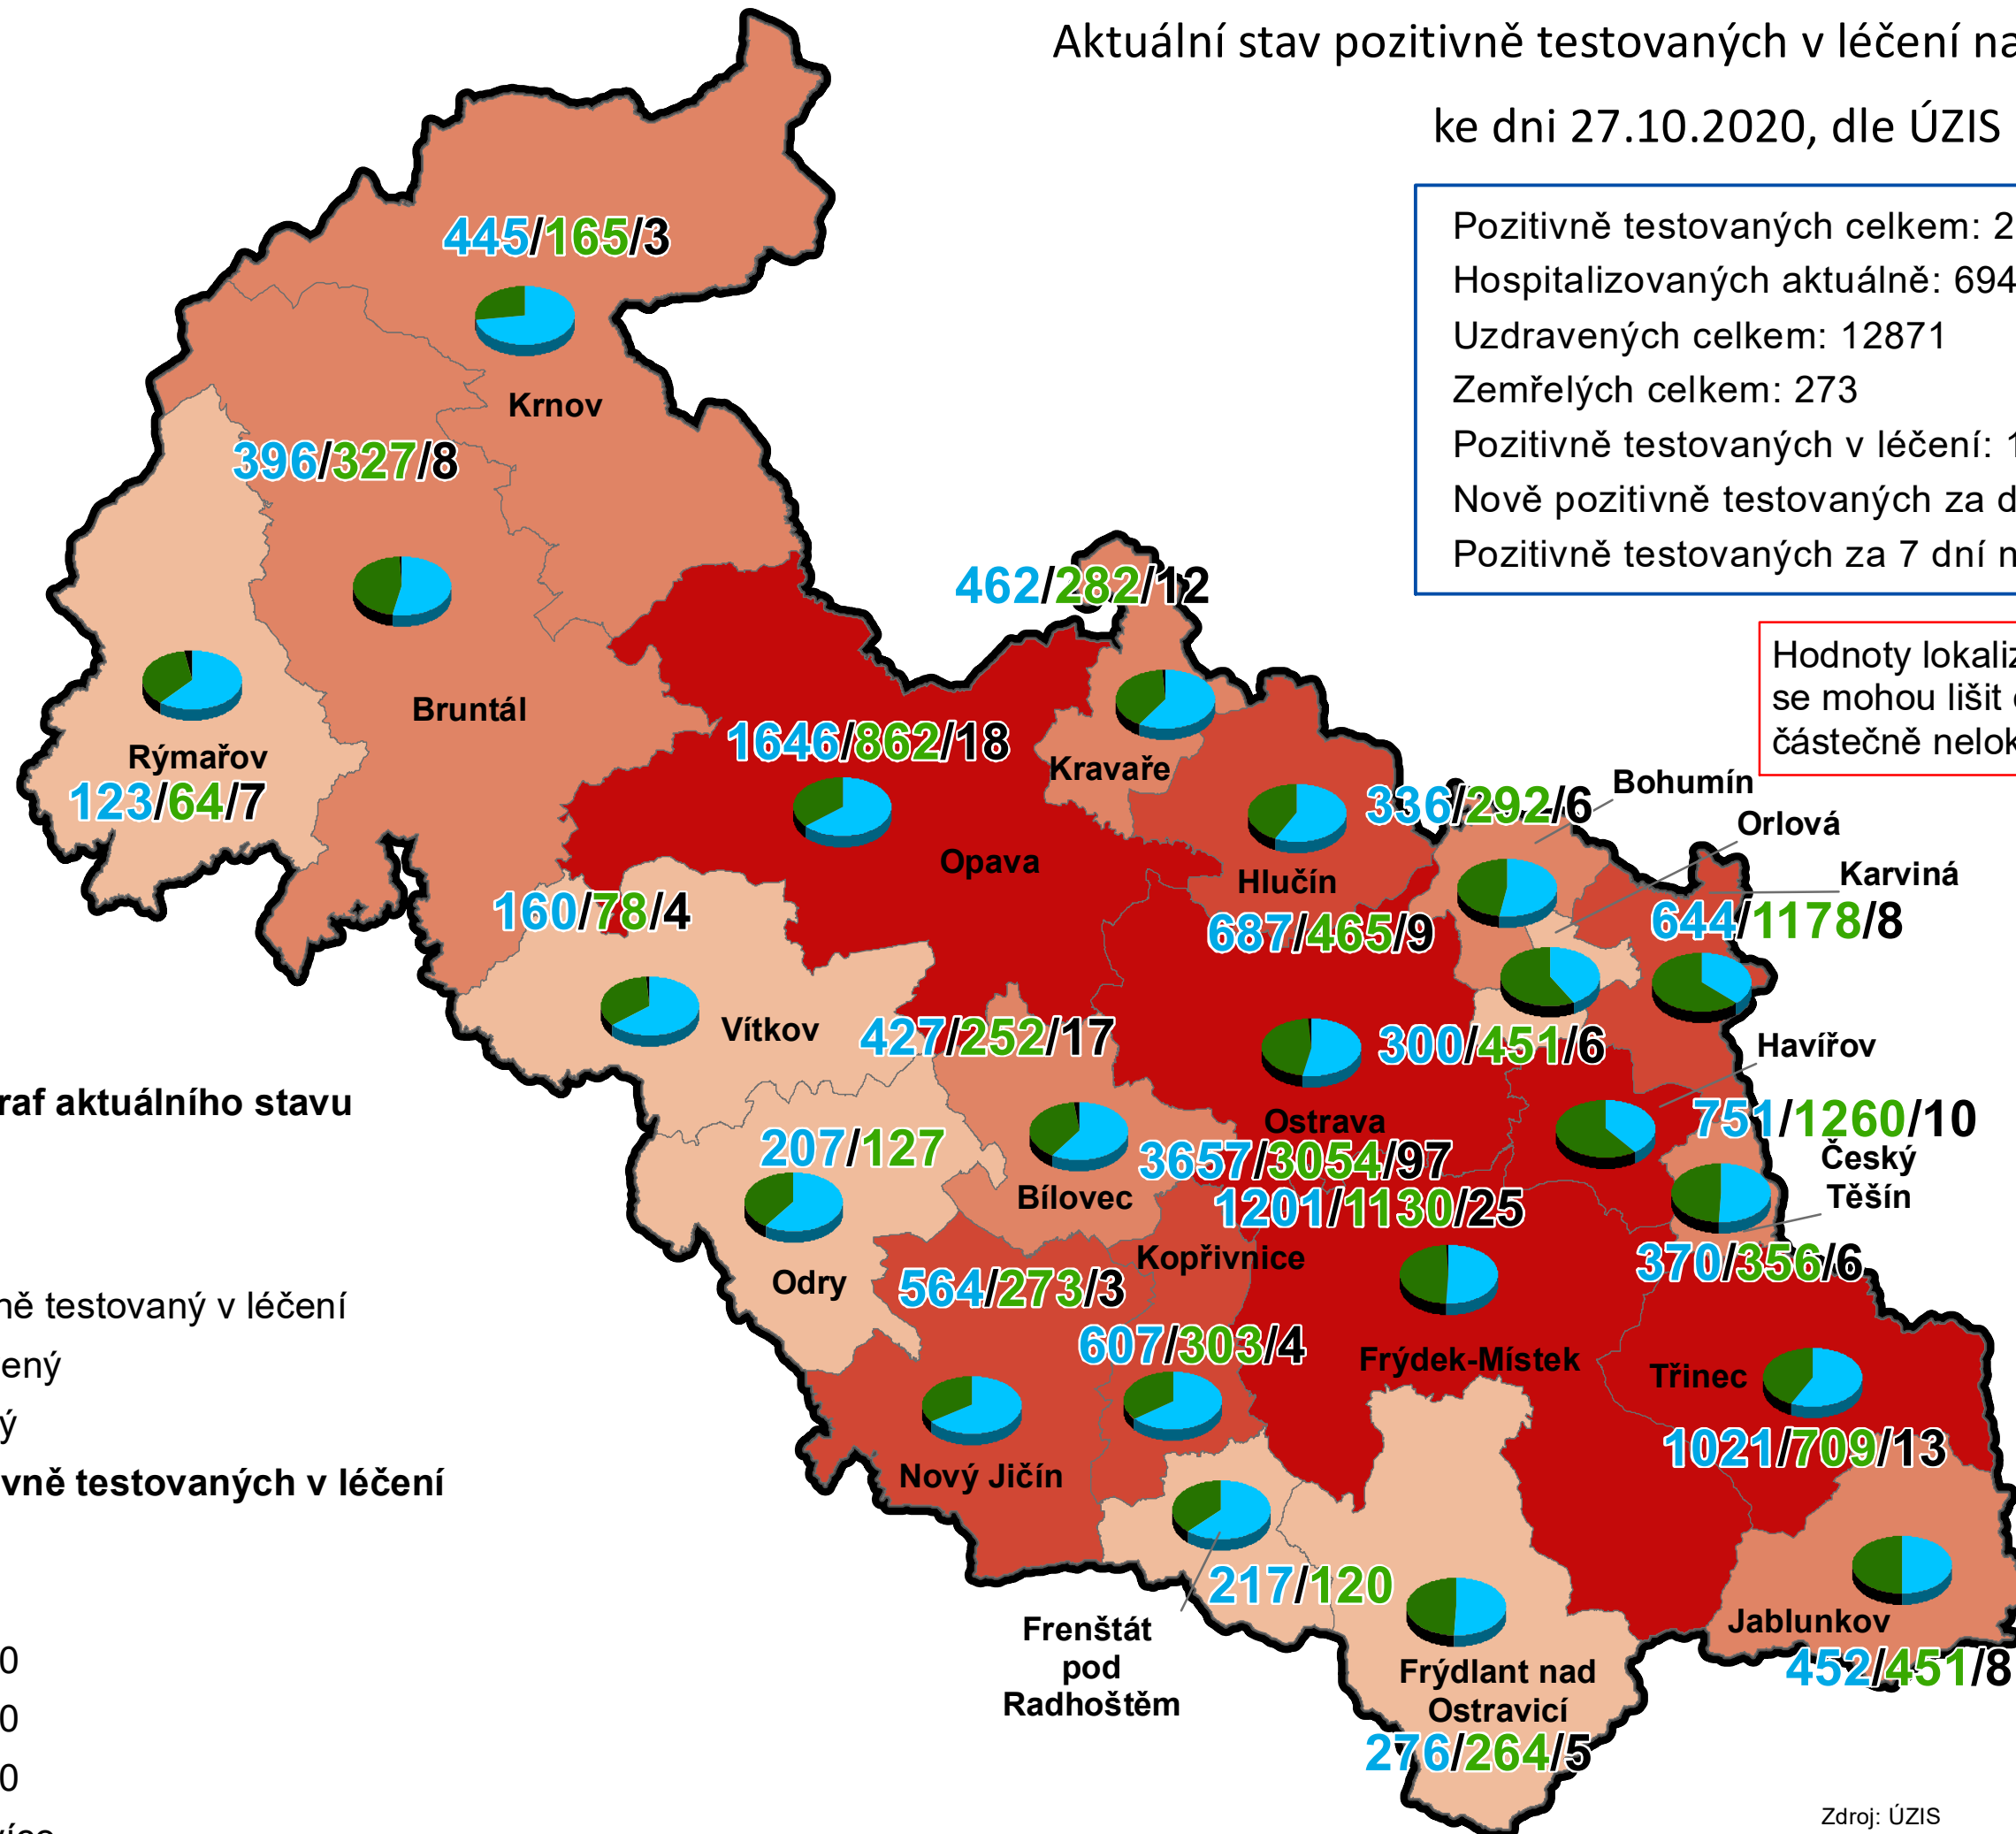 Aktuální stav pozitivně testovaných v léčení na
ke dni 27.10.2020, dle ÚZIS
Pozitivně testovaných celkem: 2
Hospitalizovaných aktuálně: 694
Uzdravených celkem: 12871
Zemřelých celkem: 273
Pozitivně testovaných v léčení: 1
Nově pozitivně testovaných za d
Pozitivně testovaných za 7 dní n
Hodnoty lokaliz
se mohou lišit
částečně nelok
445/165/3
Krnov
396/327/8
Bruntál
Rýmařov
123/64/7
462/282/12
Kravaře
1646/862/18
Opava
Hlučín
687/465/9
336/292/6
Bohumín
Orlová
Karviná
644/1178/8
160/78/4
Vítkov
427/252/17
Bílovec
300/451/6
Havířov
751/1260/10
Ostrava
3657/3054/97
1201/1130/25
Český
Těšín
370/356/6
207/127
Odry
Kopřivnice
564/273/3
607/303/4
Nový Jičín
Frýdek-Místek
Třinec
1021/709/13
217/120
Frenštát
pod
Radhoštěm
Frýdlant nad
Ostravicí
276/264/5
Jablunkov
452/451/8
raf aktuálního stavu
ně testovaný v léčení
ený
ý
vně testovaných v léčení
0
0
0
Zdroj: ÚZIS